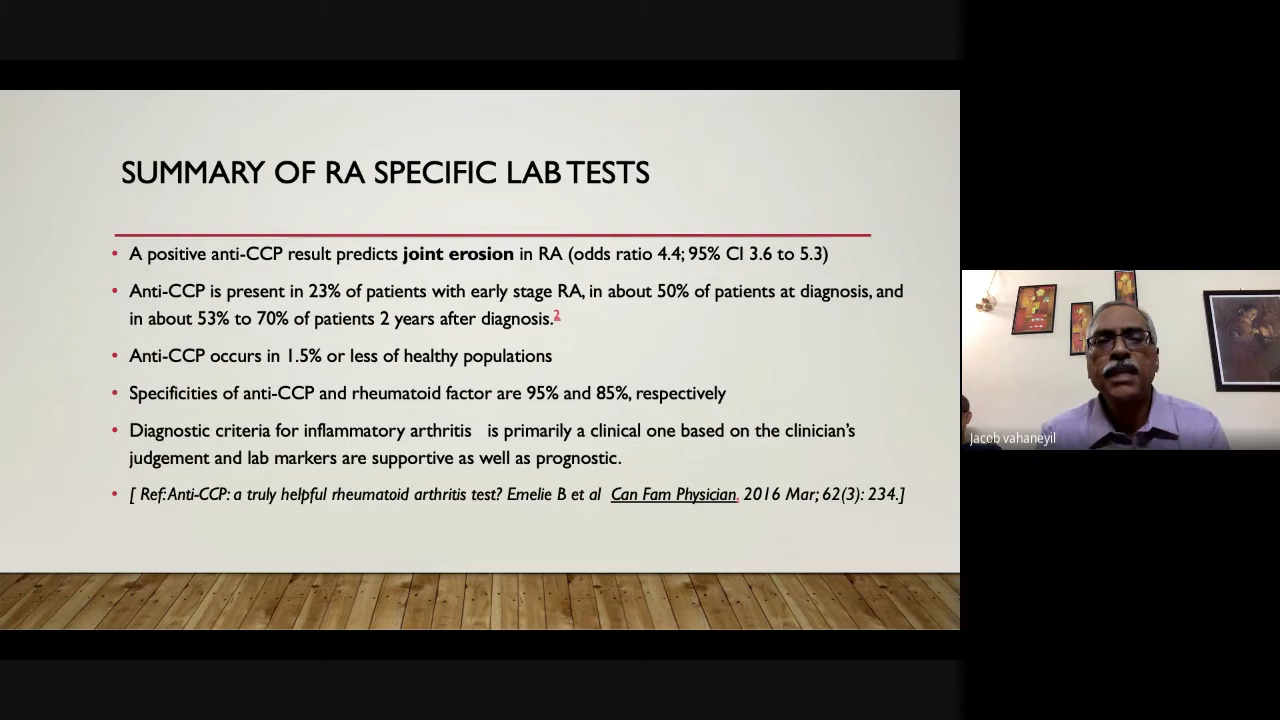 SUMMARY OF RA SPECIFIC LAB TESTS
• A positive anti-CCP result predicts joint erosion in RA (odds ratio 4.4; 95% CI 3.6 to 5.3)
• Anti-CCP is present in 23% of patients with early stage RA, in about 50% of patients at diagnosis, and
in about 53% to 70% of patients 2 years after diagnosis.2
• Anti-CCP occurs in 1.5% or less of healthy populations
• Specificities of anti-CCP and rheumatoid factor are 95% and 85%, respectively
• Diagnostic criteria for inflammatory arthritis   is primarily a clinical one based on the clinician's
judgement and lab markers are supportive as well as prognostic.
• [ Ref: Anti-CCP: a truly helpful rheumatoid arthritis test? Emelie B et al  Can Fam Physician. 2016 Mar; 62(3): 234.]
Jacob vahaneyil